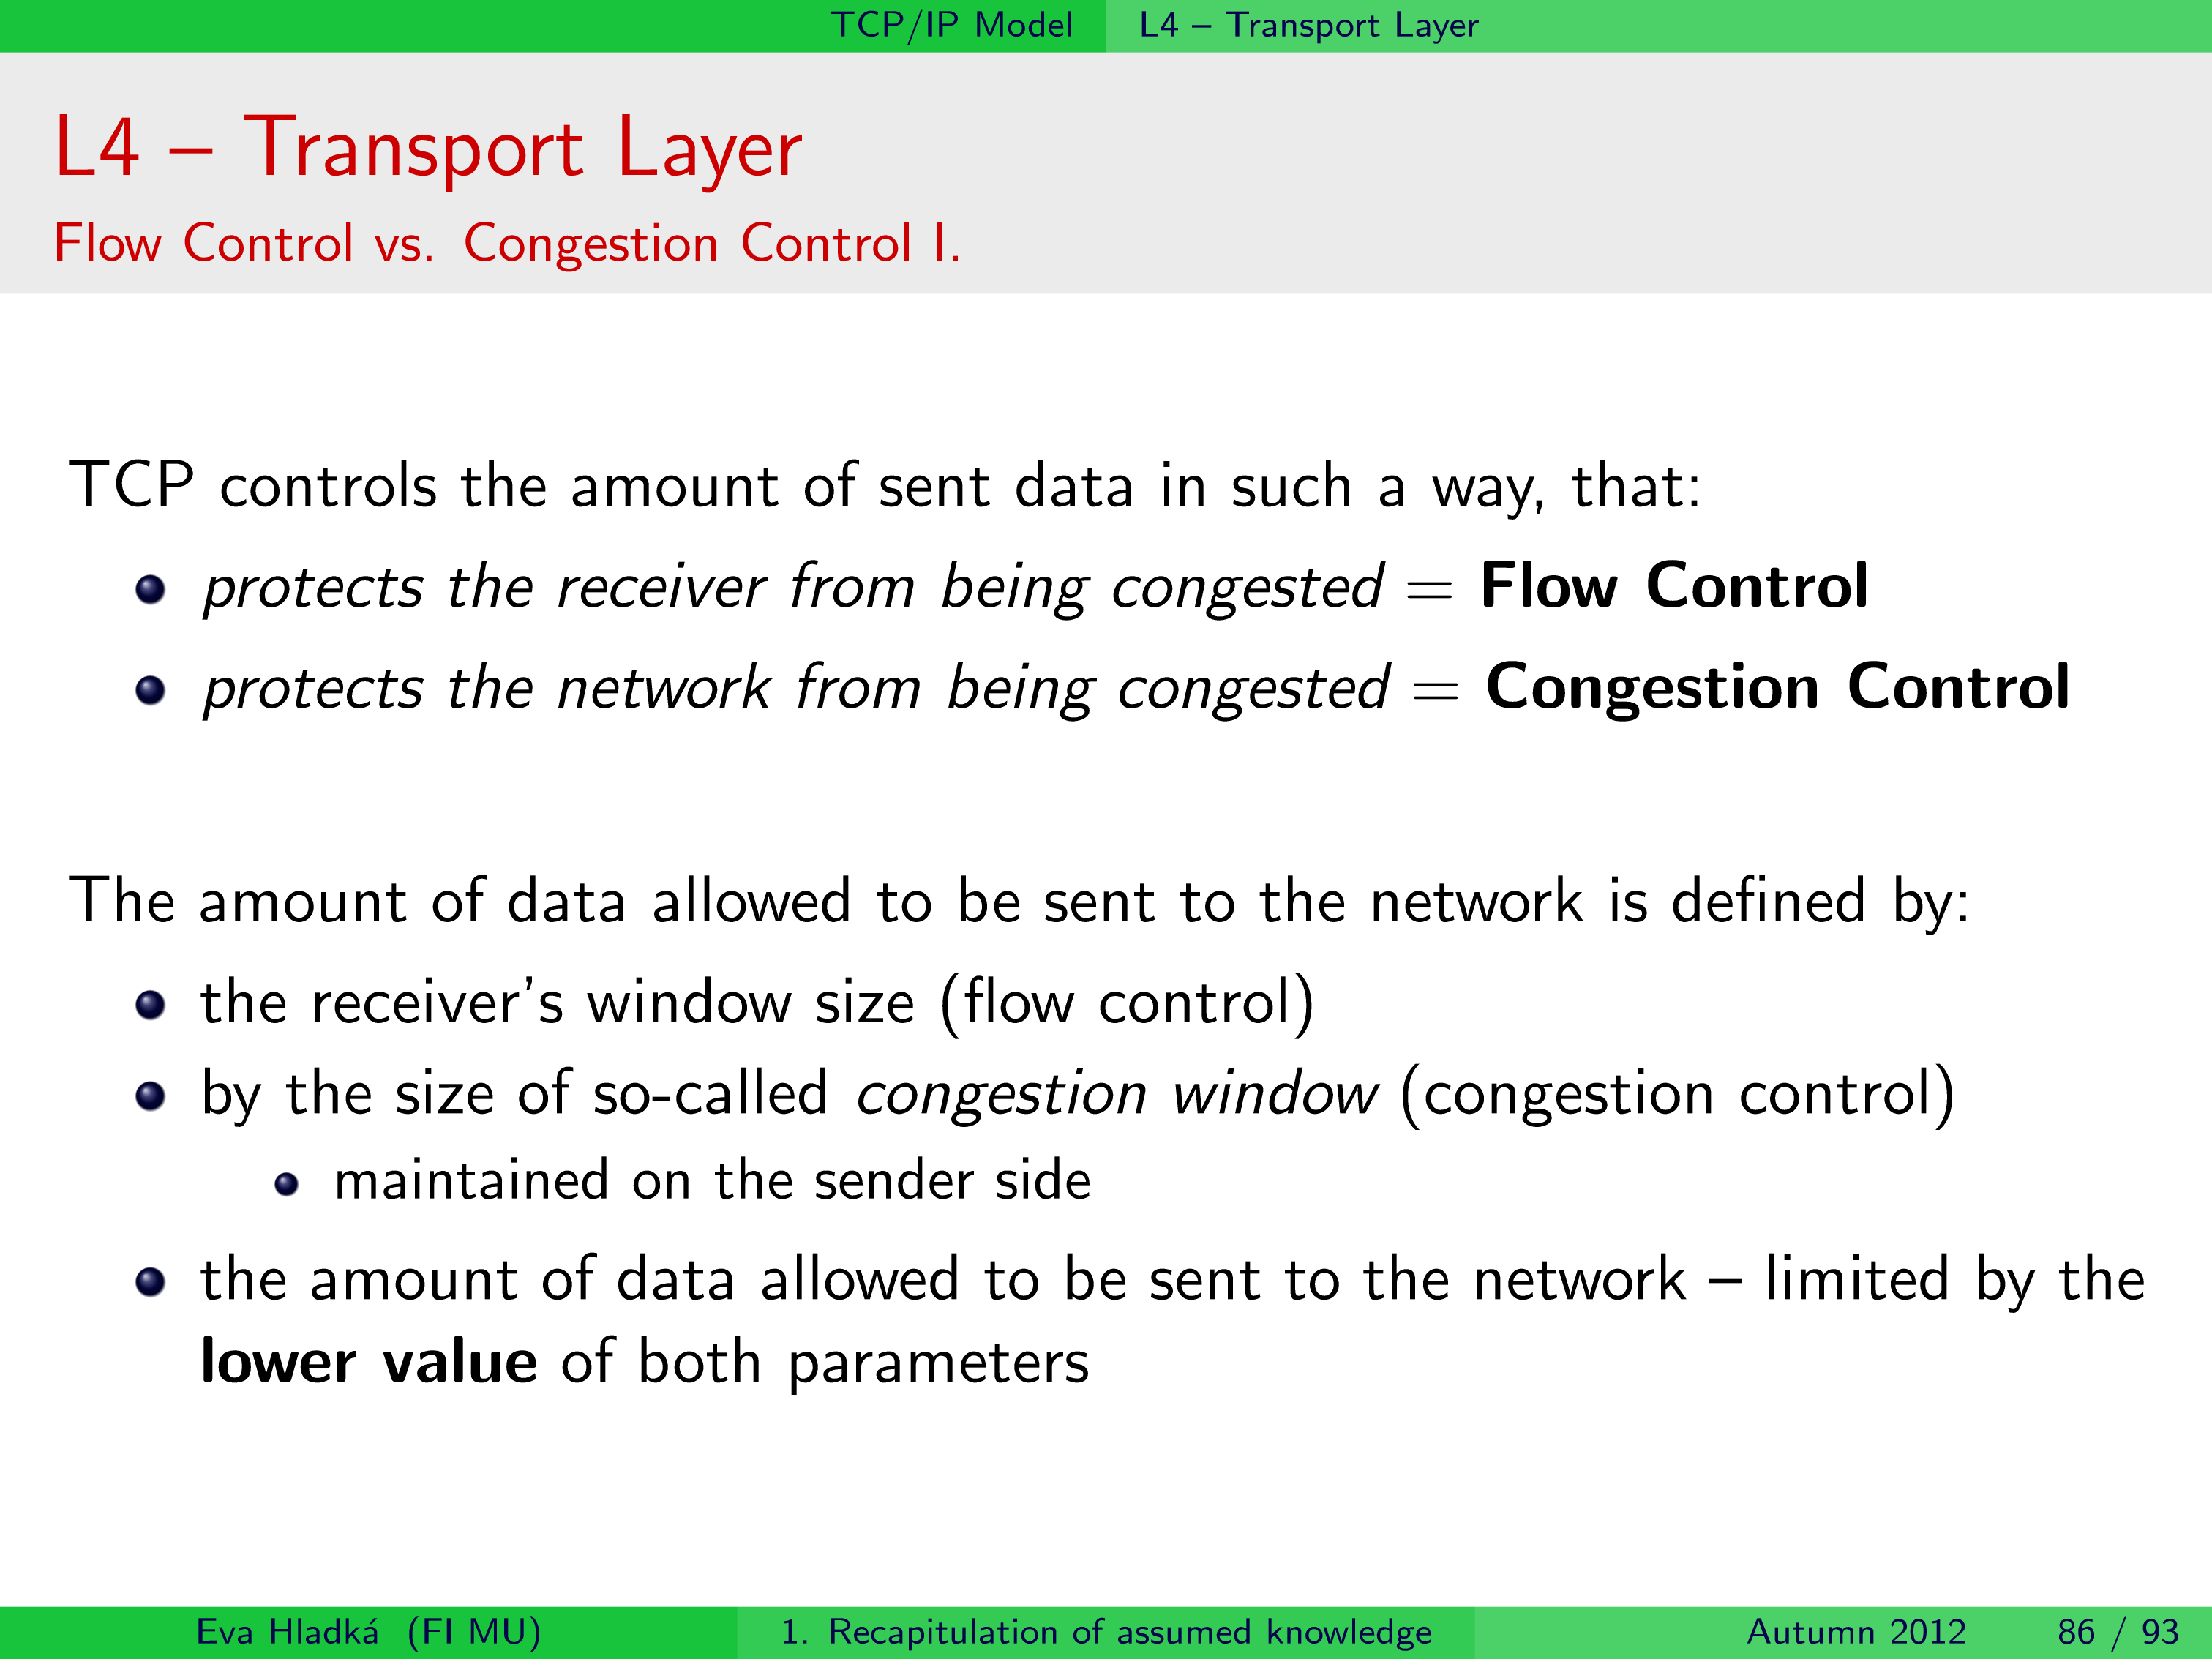 TCP/IP Model L4 – Transport Layer
L4 – Transport Layer
Flow Control vs. Congestion Control I.
TCP controls the amount of sent data in such a way, that:
protects the receiver from being congested = Flow Control
protects the network from being congested = Congestion Control
The amount of data allowed to be sent to the network is defined by:
the receiver's window size (flow control)
by the size of so-called congestion window (congestion control)
maintained on the sender side
the amount of data allowed to be sent to the network – limited by the
lower value of both parameters
Eva Hladká (FI MU) 1. Recapitulation of assumed knowledge Autumn 2012 86 / 93